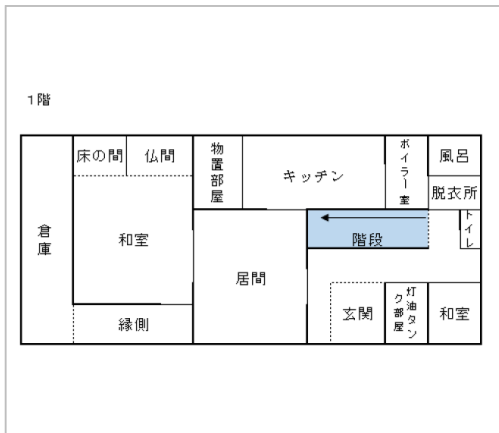 1階
床の間
仏間
物置部屋
キッチン
ボイラー室
風呂
脱衣所
トイレ
倉庫
和室
階段
居間
縁側
玄関
灯油タン
ク部屋
和室